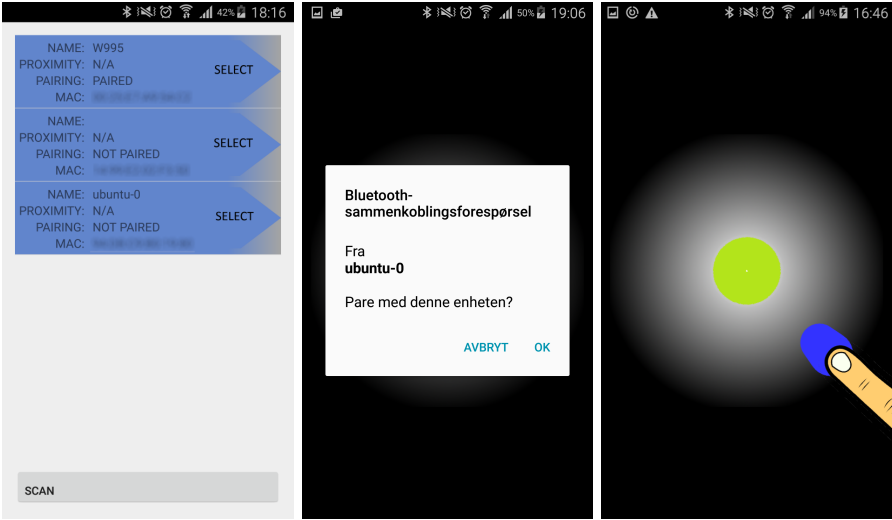 42% 18:16
NAME: W995
PROXIMITY: N/A
PAIRING: PAIRED
MAC:
SELECT
NAME:
PROXIMITY: N/A
PAIRING: NOT PAIRED
MAC:
SELECT
NAME: ubuntu-0
PROXIMITY: N/A
PAIRING: NOT PAIRED
MAC:
SELECT
SCAN
50% 19:06
Bluetooth-
sammenkoblingsforespørsel
Fra
ubuntu-0
Pare med denne enheten?
AVBRYT OK
94% 16:46